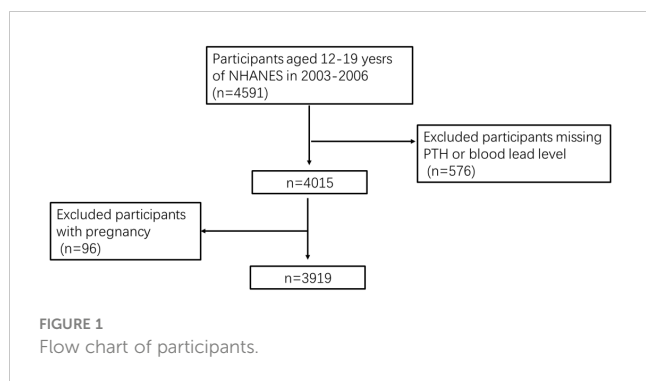 Participants aged 12-19 yesrs
of NHANES in 2003-2006
(n=4591)
Excluded participants missing
PTH or blood lead level
(n=576)
n=4015
Excluded participants
with pregnancy
(n=96)
n=3919
FIGURE 1
Flow chart of participants.